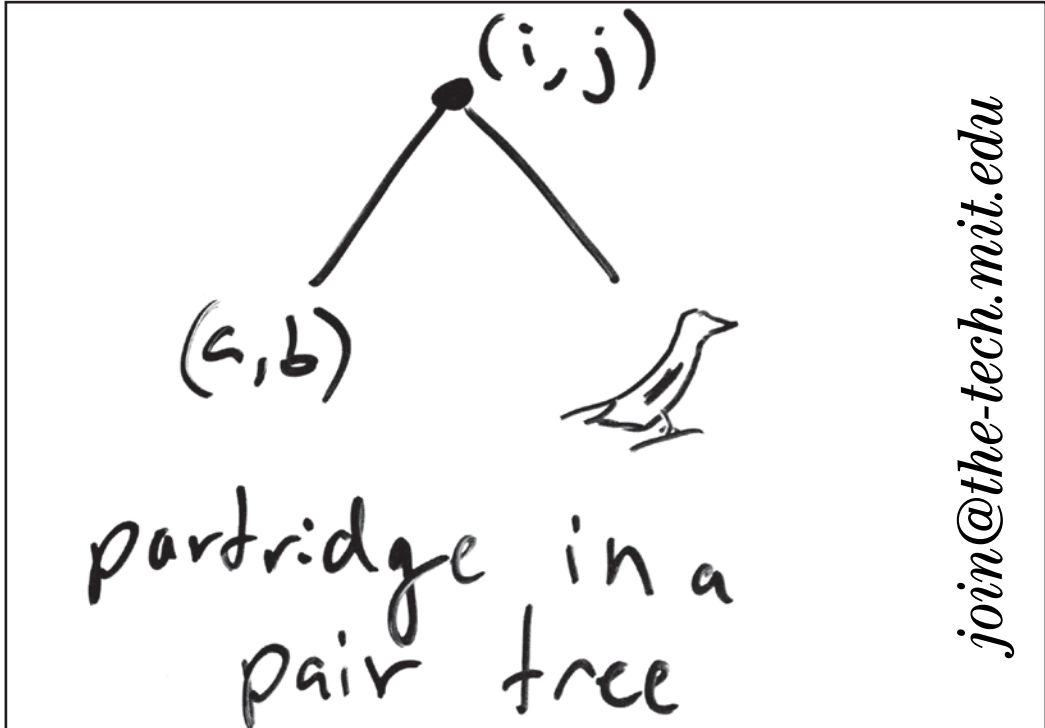 (i, j)
(a, b)
partridge in a
pair tree
join@the-tech.mit.edu